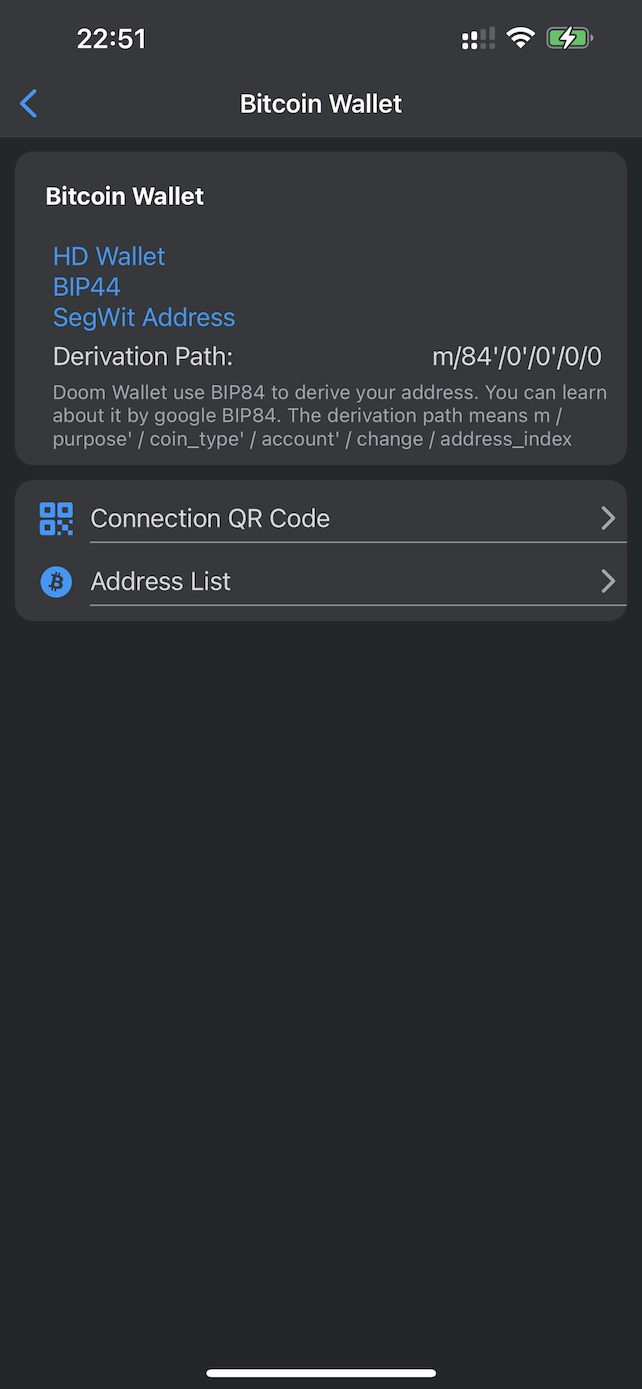 22:51
Bitcoin Wallet
Bitcoin Wallet
HD Wallet
BIP44
SegWit Address
Derivation Path: m/84'/0'/0'/0/0
Doom Wallet use BIP84 to derive your address. You can learn
about it by google BIP84. The derivation path means m /
purpose' / coin_type' / account' / change / address_index
Connection QR Code
Address List